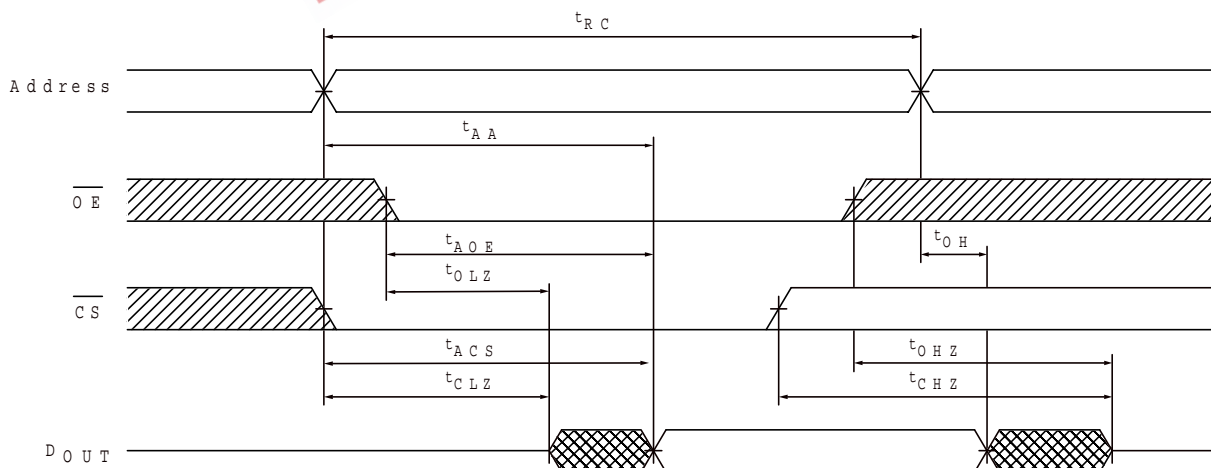 tRC
Address
tAA
OE
tAOE
tOH
tOLZ
CS
tACS
tOHZ
tCLZ
tCHZ
DOUT